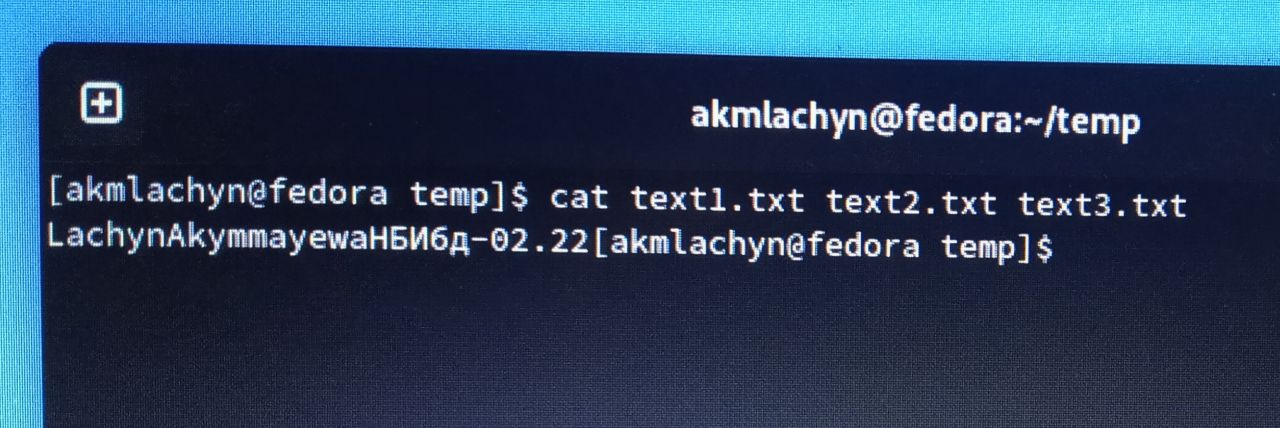 akmlachyn@fedora:~/temp
[akmlachyn@fedora temp]$ cat text1.txt text2.txt text3.txt
LachynAkymmayewaНБИбд-02.22[akmlachyn@fedora temp]$